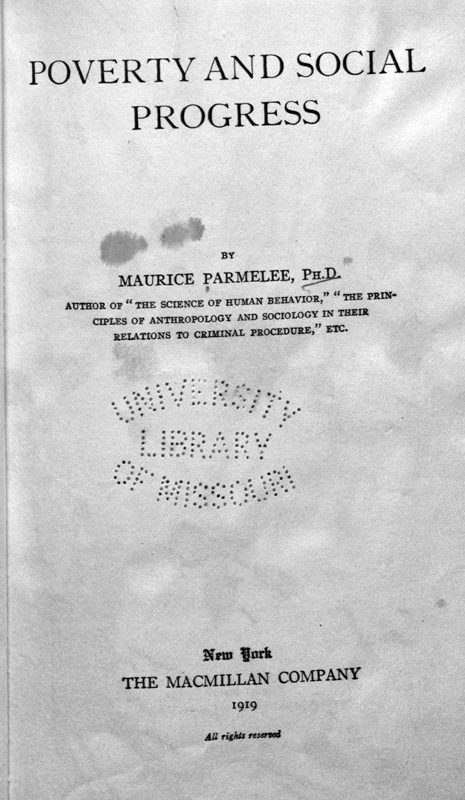 POVERTY AND SOCIAL
PROGRESS
BY
MAURICE PARMELEE, PH.D.
AUTHOR OF "THE SCIENCE OF HUMAN BEHAVIOR," "THE PRIN-
CIPLES OF ANTHROPOLOGY AND SOCIOLOGY IN THEIR
RELATIONS TO CRIMINAL PROCEDURE," ETC.
UNIVERSITY
LIBRARY
OF MISSOURI
New York
THE MACMILLAN COMPANY
1919
All rights reserved